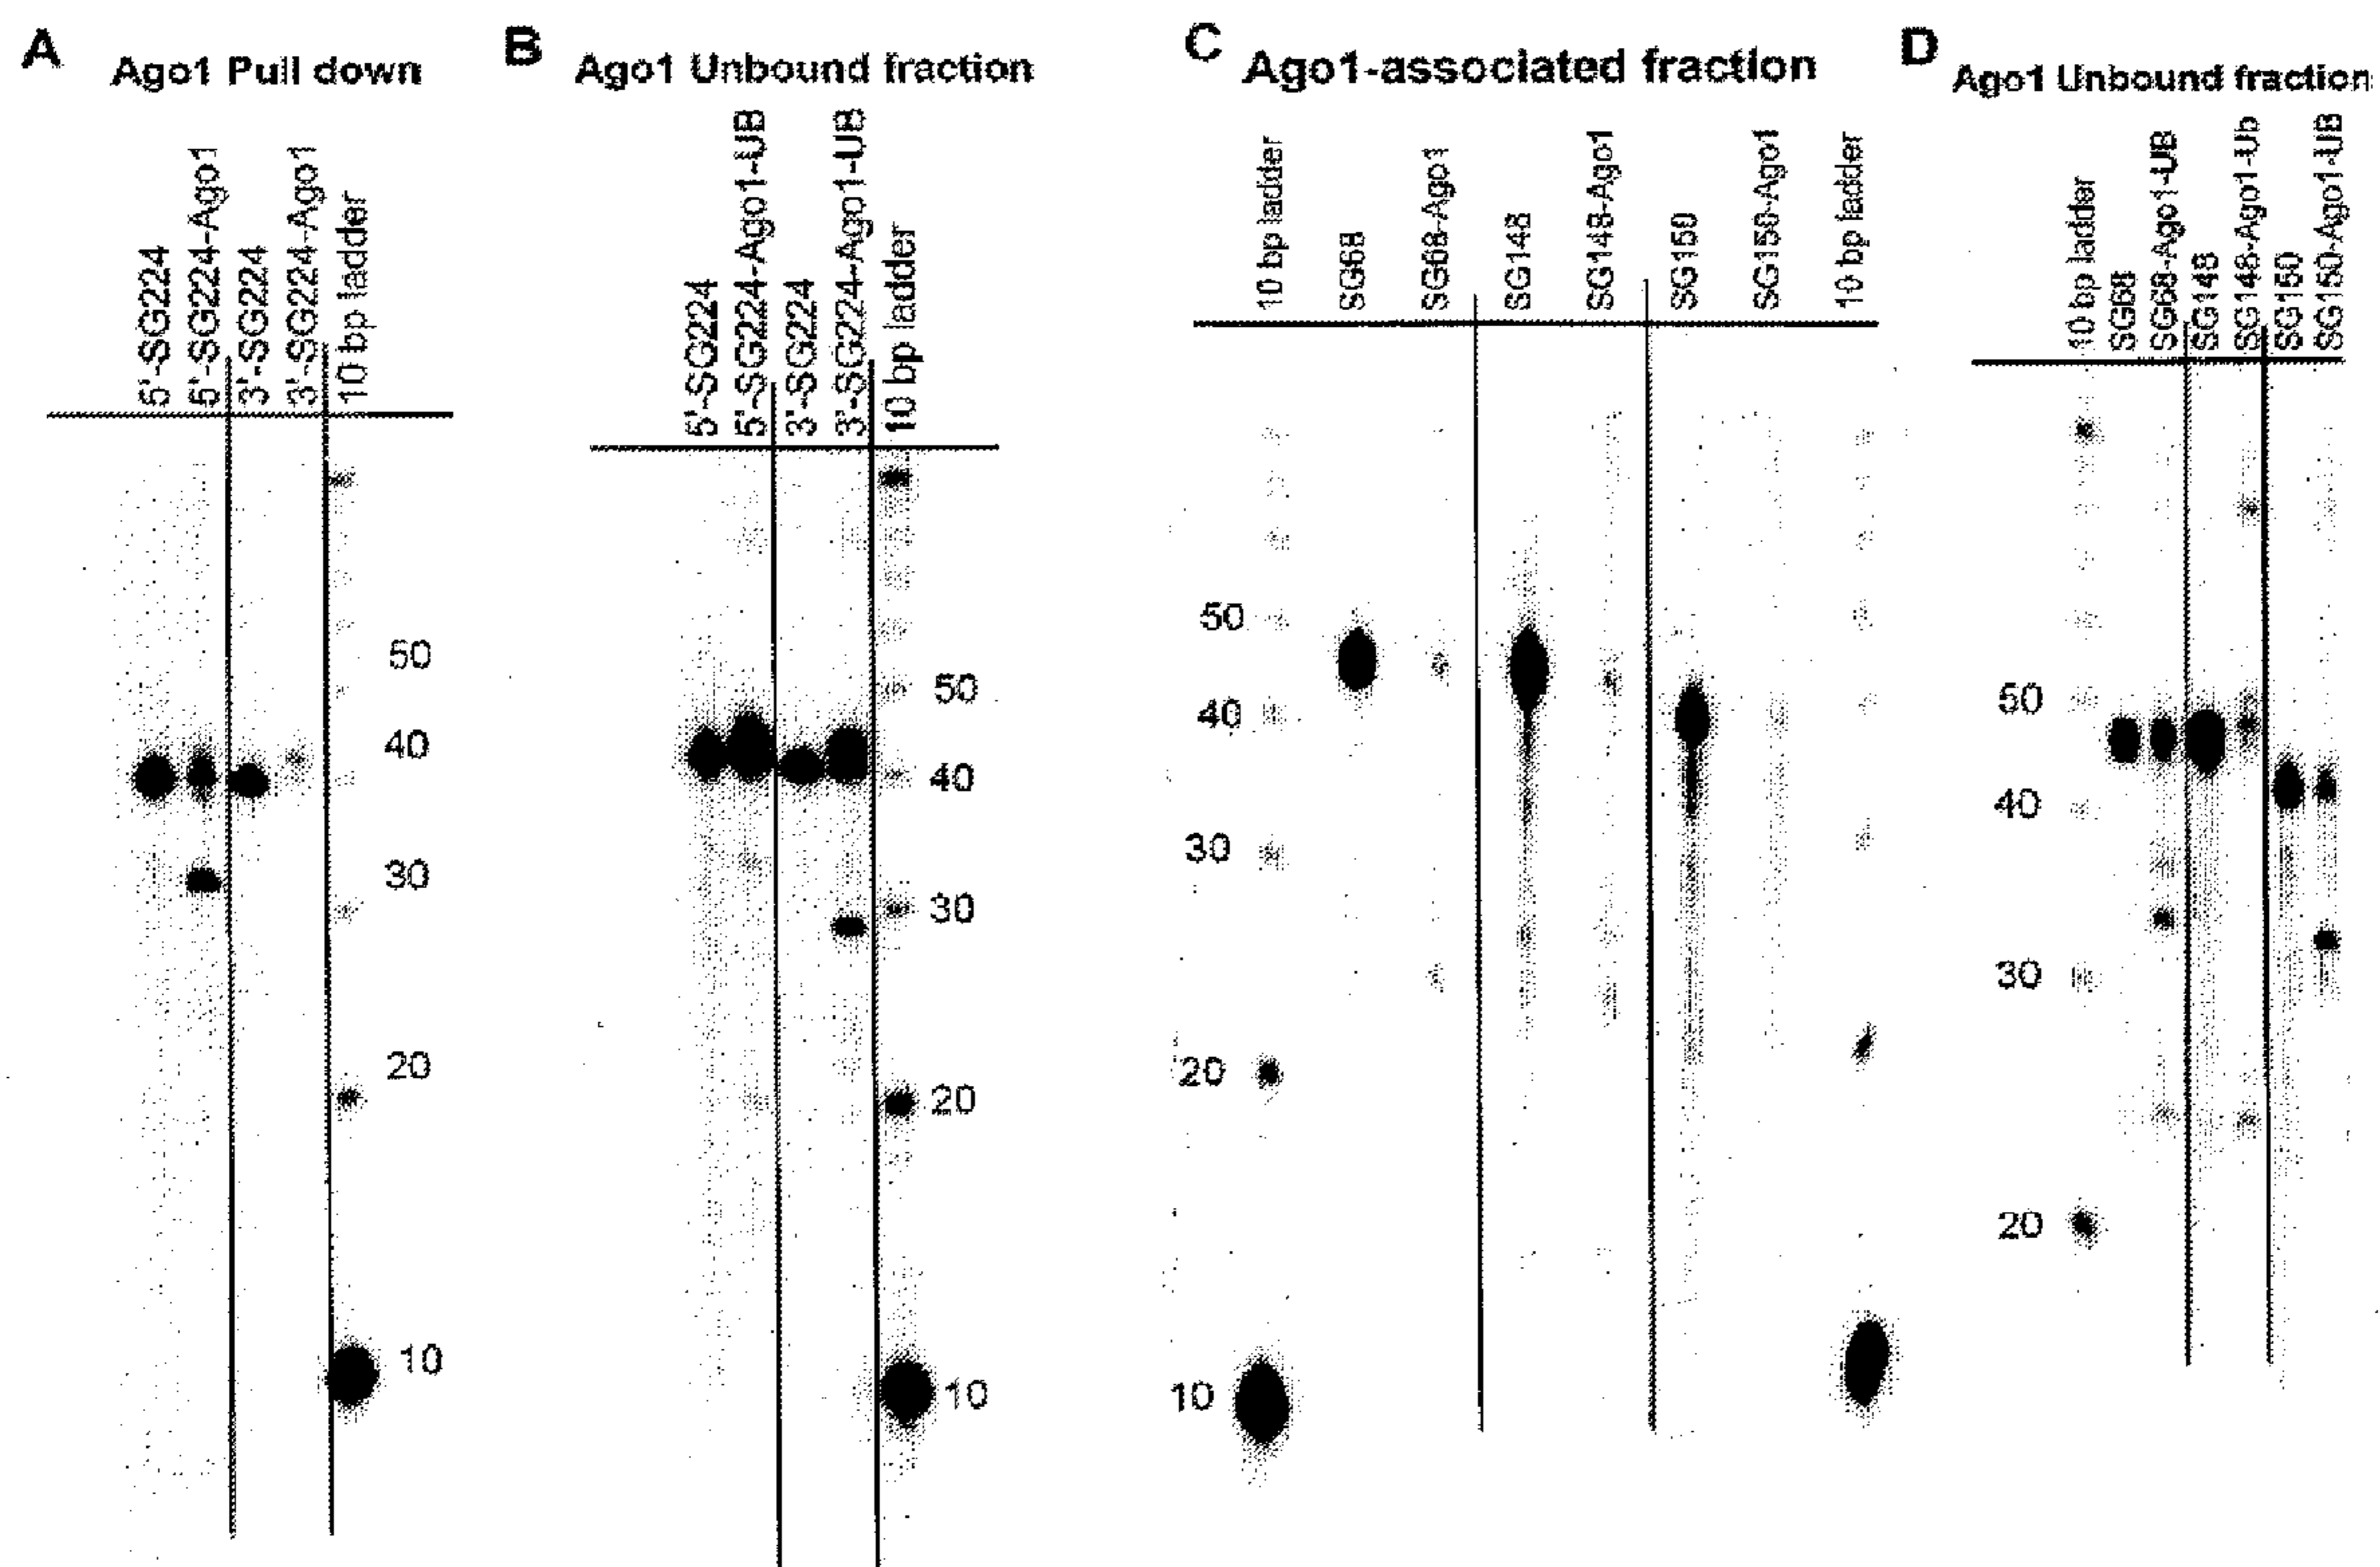 A Ago1 Pull down
5'-SG224
5'-SG224-Ago1
3'-SG224
3'-SG224-Ago1
10 bp ladder
50
40
30
20
10
B Ago1 Unbound fraction
5'-SG224
5'-SG224-Ago1-UB
3'-SG224
3'-SG224-Ago1-UB
10 bp ladder
50
40
30
20
10
C Ago1-associated fraction
10 bp ladder
SG68
SG68-Ago1
SG148
SG148-Ago1
SG150
SG150-Ago1
10 bp ladder
50
40
30
20
10
D Ago1 Unbound fraction
10 bp ladder
SG68
SG68-Ago1-UB
SG148
SG148-Ago1-Ub
SG150
SG150-Ago1-UB
50
40
30
20